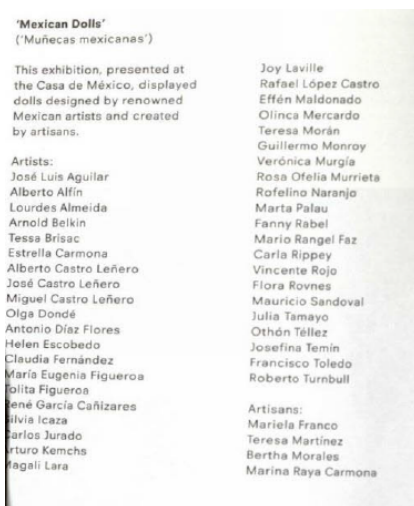 'Mexican Dolls'
('Muñecas mexicanas')
This exhibition, presented at
the Casa de México, displayed
dolls designed by renowned
Mexican artists and created
by artisans.
Artists:
José Luis Aguilar
Alberto Alfín
Lourdes Almeida
Arnold Belkin
Tessa Brisac
Estrella Carmona
Alberto Castro Leñero
José Castro Leñero
Miguel Castro Leñero
Olga Dondé
Antonio Díaz Flores
Helen Escobedo
Claudia Fernández
María Eugenia Figueroa
Tolita Figueroa
René García Cañizares
Silvia Icaza
Carlos Jurado
Arturo Kemchs
Magali Lara
Joy Laville
Rafael López Castro
Effén Maldonado
Olinca Mercardo
Teresa Morán
Guillermo Monroy
Verónica Murgía
Rosa Ofelia Murrieta
Rofelino Naranjo
Marta Palau
Fanny Rabel
Mario Rangel Faz
Carla Rippey
Vincente Rojo
Flora Rovnes
Mauricio Sandoval
Julia Tamayo
Othón Téllez
Josefina Temín
Francisco Toledo
Roberto Turnbull
Artisans:
Mariela Franco
Teresa Martínez
Bertha Morales
Marina Raya Carmona